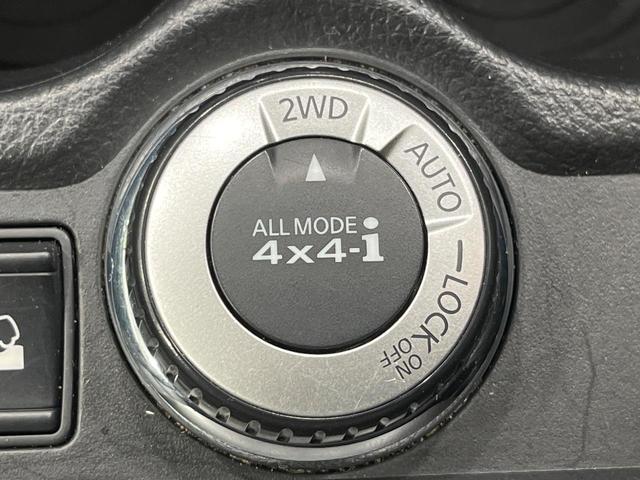 2WD
AUTO
LOCK
ON
OFF
ALL MODE
4x4-i